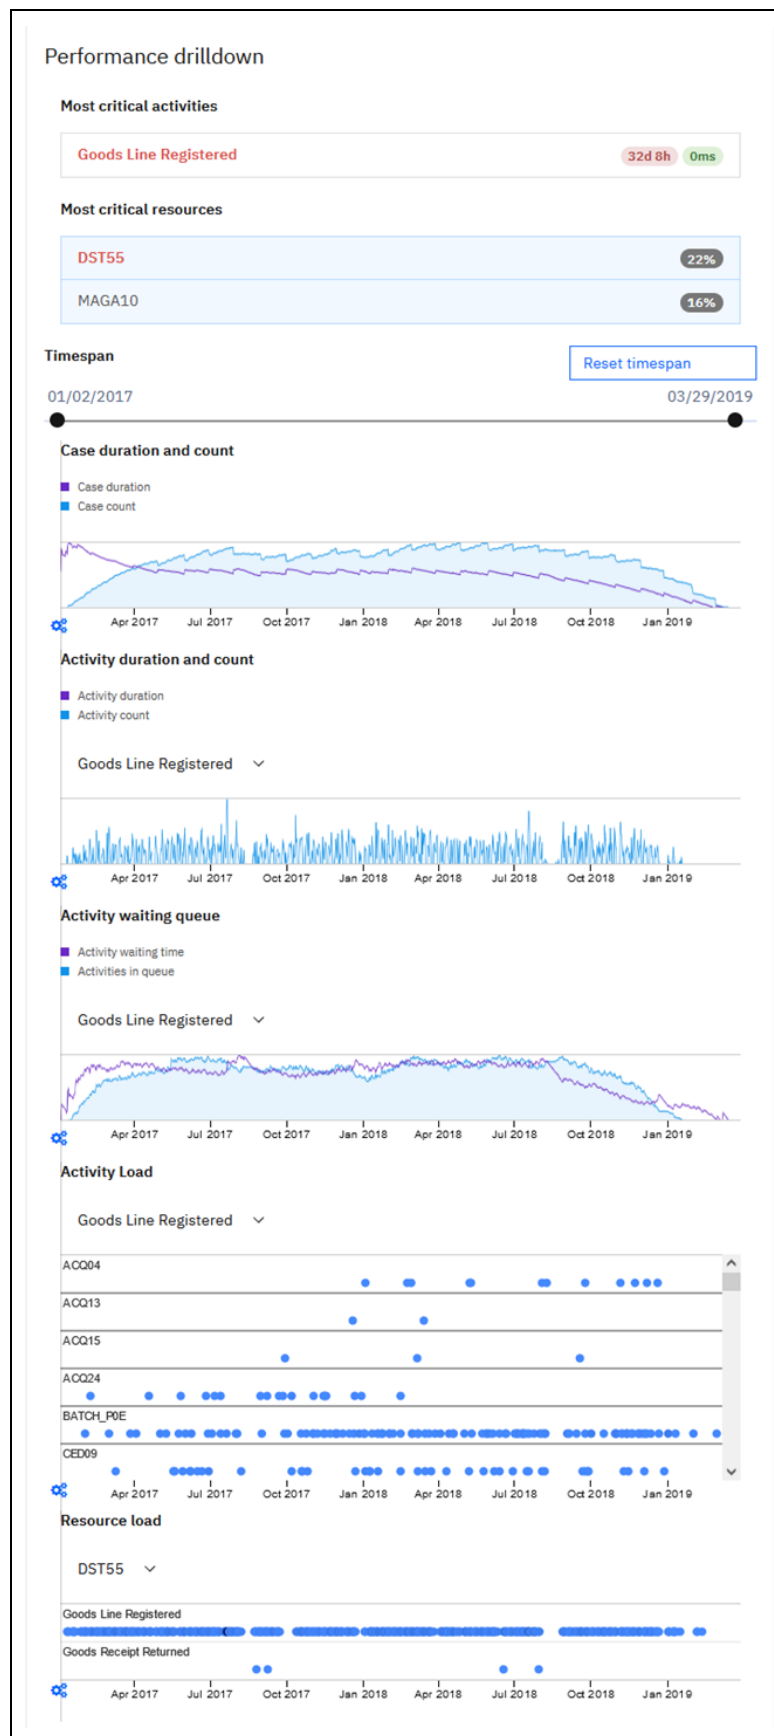 Performance drilldown
Most critical activities
Goods Line Registered 32d 8h 0ms
Most critical resources
DST55 22%
MAGA10 16%
Timespan Reset timespan
01/02/2017 03/29/2019
Case duration and count
Case duration
Case count
Apr 2017 Jul 2017 Oct 2017 Jan 2018 Apr 2018 Jul 2018 Oct 2018 Jan 2019
Activity duration and count
Activity duration
Activity count
Goods Line Registered
Apr 2017 Jul 2017 Oct 2017 Jan 2018 Apr 2018 Jul 2018 Oct 2018 Jan 2019
Activity waiting queue
Activity waiting time
Activities in queue
Goods Line Registered
Apr 2017 Jul 2017 Oct 2017 Jan 2018 Apr 2018 Jul 2018 Oct 2018 Jan 2019
Activity Load
Goods Line Registered
ACQ04
ACQ13
ACQ15
ACQ24
BATCH_P0E
CED09
Apr 2017 Jul 2017 Oct 2017 Jan 2018 Apr 2018 Jul 2018 Oct 2018 Jan 2019
Resource load
DST55
Goods Line Registered
Goods Receipt Returned
Apr 2017 Jul 2017 Oct 2017 Jan 2018 Apr 2018 Jul 2018 Oct 2018 Jan 2019